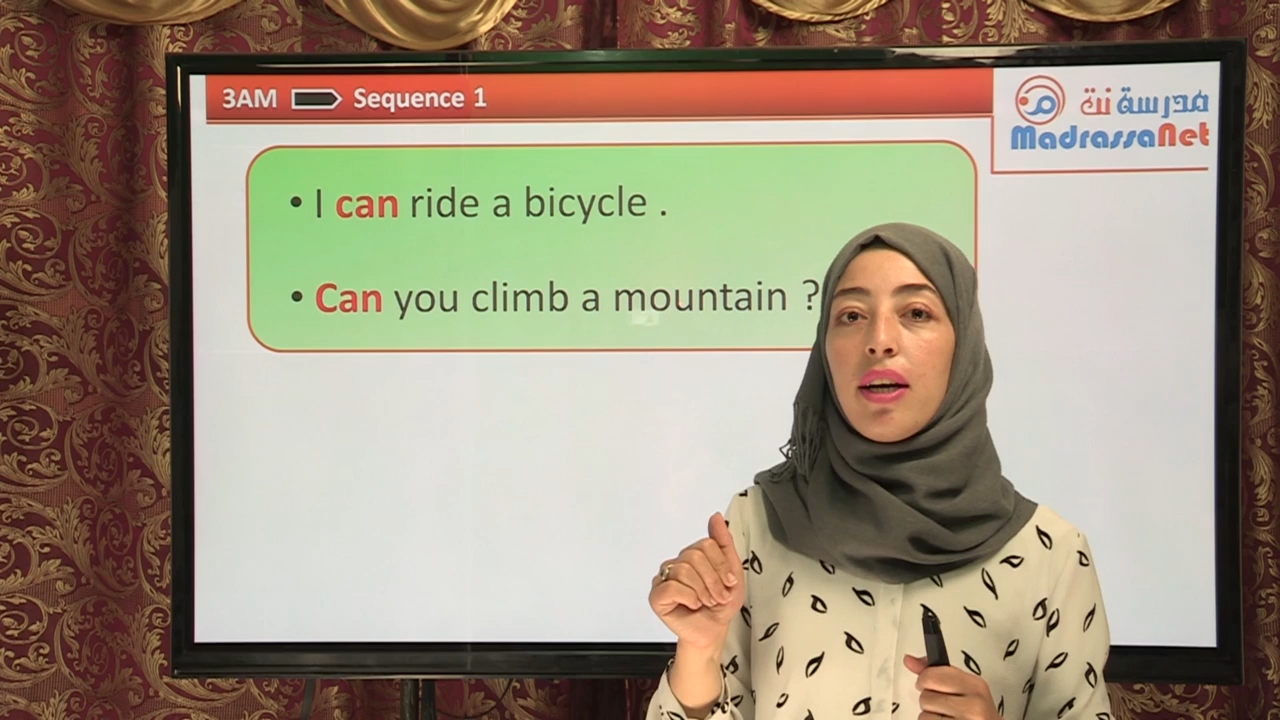 3AM Sequence 1
مدرسة نت
MadrassaNet
• I can ride a bicycle .
• Can you climb a mountain ?